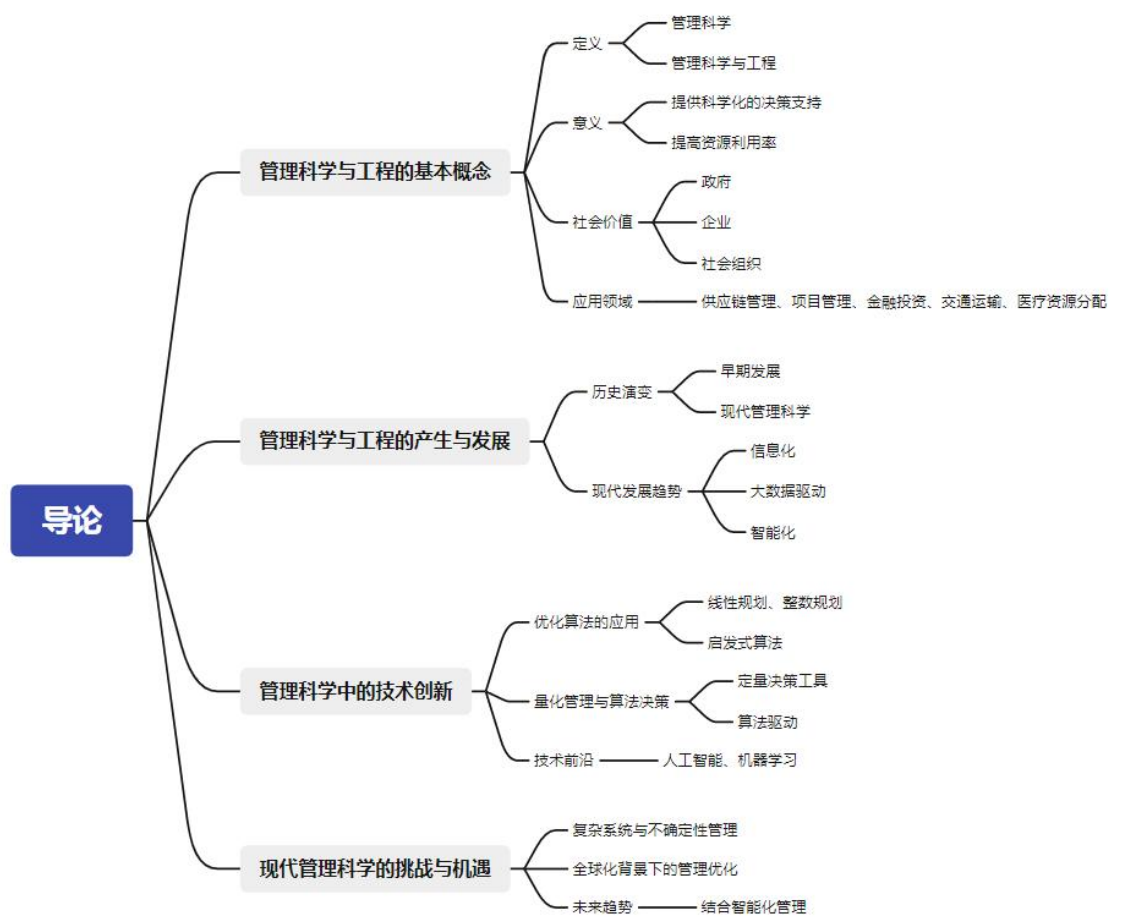 导论
管理科学与工程的基本概念
定义
管理科学
管理科学与工程
意义
提供科学化的决策支持
提高资源利用率
社会价值
政府
企业
社会组织
应用领域
供应链管理、项目管理、金融投资、交通运输、医疗资源分配
管理科学与工程的产生与发展
历史演变
早期发展
现代管理科学
现代发展趋势
信息化
大数据驱动
智能化
管理科学中的技术创新
优化算法的应用
线性规划、整数规划
启发式算法
量化管理与算法决策
定量决策工具
算法驱动
技术前沿
人工智能、机器学习
现代管理科学的挑战与机遇
复杂系统与不确定性管理
全球化背景下的管理优化
未来趋势
结合智能化管理